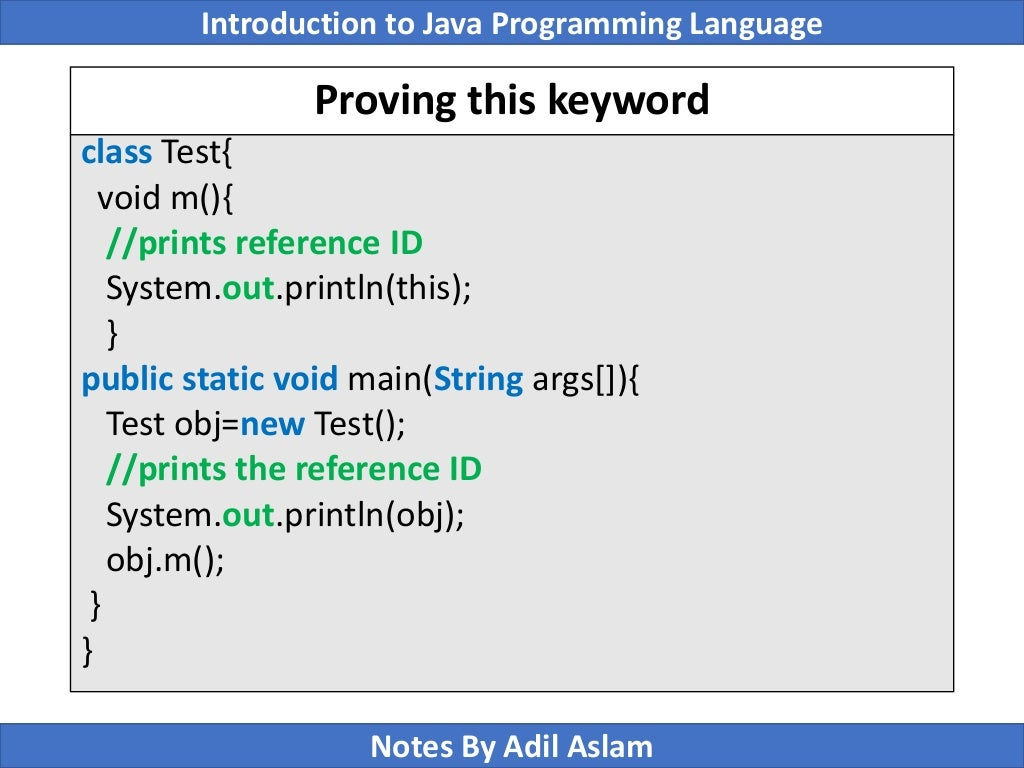 Introduction to Java Programming Language
Proving this keyword
class Test{
void m(){
//prints reference ID
System.out.println(this);
}
public static void main(String args[]){
Test obj=new Test();
//prints the reference ID
System.out.println(obj);
obj.m();
}
}
Notes By Adil Aslam